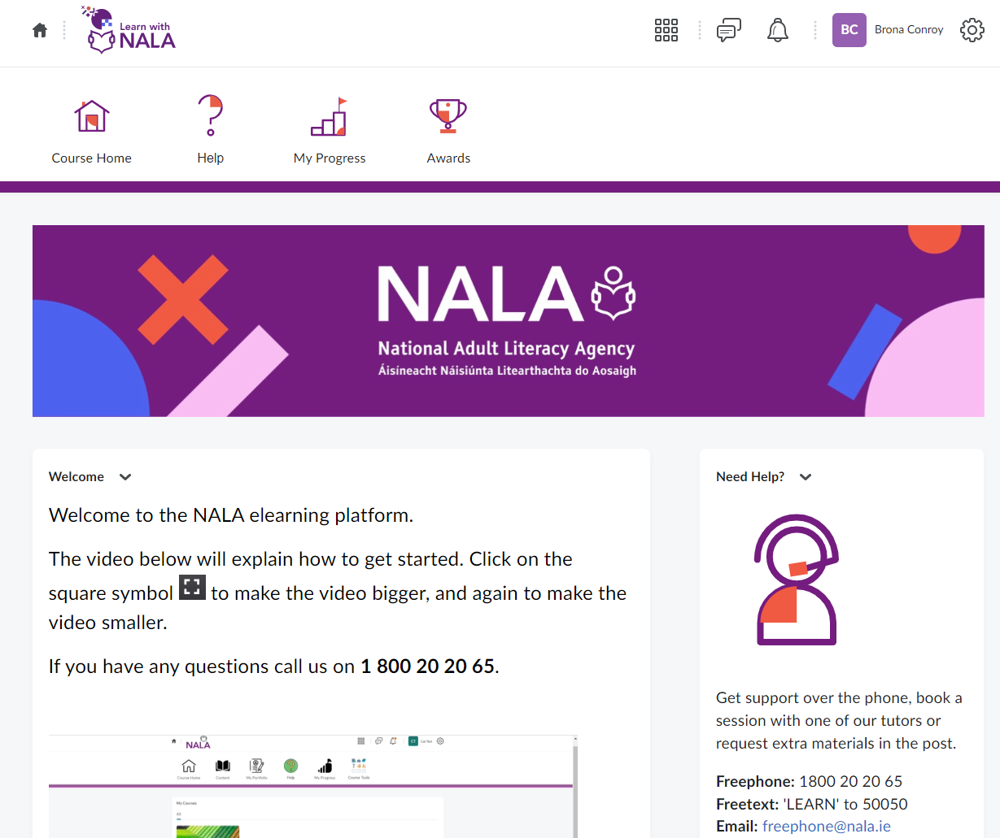 Learn with
NALA
BC
Brona Conroy
Course Home
Help
My Progress
Awards
NALA
National Adult Literacy Agency
Áisíneacht Náisiúnta Litearthachta do Aosaigh
Welcome
Welcome to the NALA elearning platform.
The video below will explain how to get started. Click on the
square symbol to make the video bigger, and again to make the
video smaller.
If you have any questions call us on 1 800 20 20 65.
NALA
CT
Cat Test
Course Home
Content
My Portfolio
Help
My Progress
Course Tools
My Courses
All
Need Help?
Get support over the phone, book a
session with one of our tutors or
request extra materials in the post.
Freephone: 1800 20 20 65
Freetext: 'LEARN' to 50050
Email: freephone@nala.ie